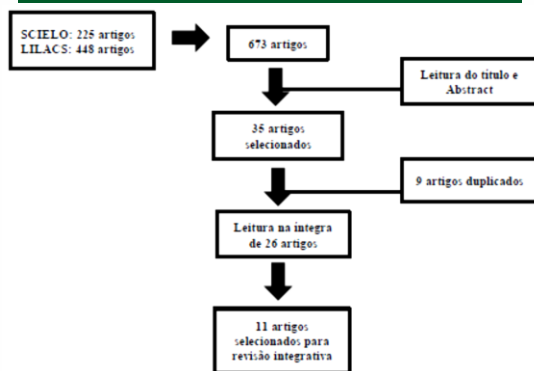 SCIELO: 225 artigos
LILACS: 448 artigos
673 artigos
Leitura do título e
Abstract
35 artigos
selecionados
9 artigos duplicados
Leitura na íntegra
de 26 artigos
11 artigos
selecionados para
revisão integrativa